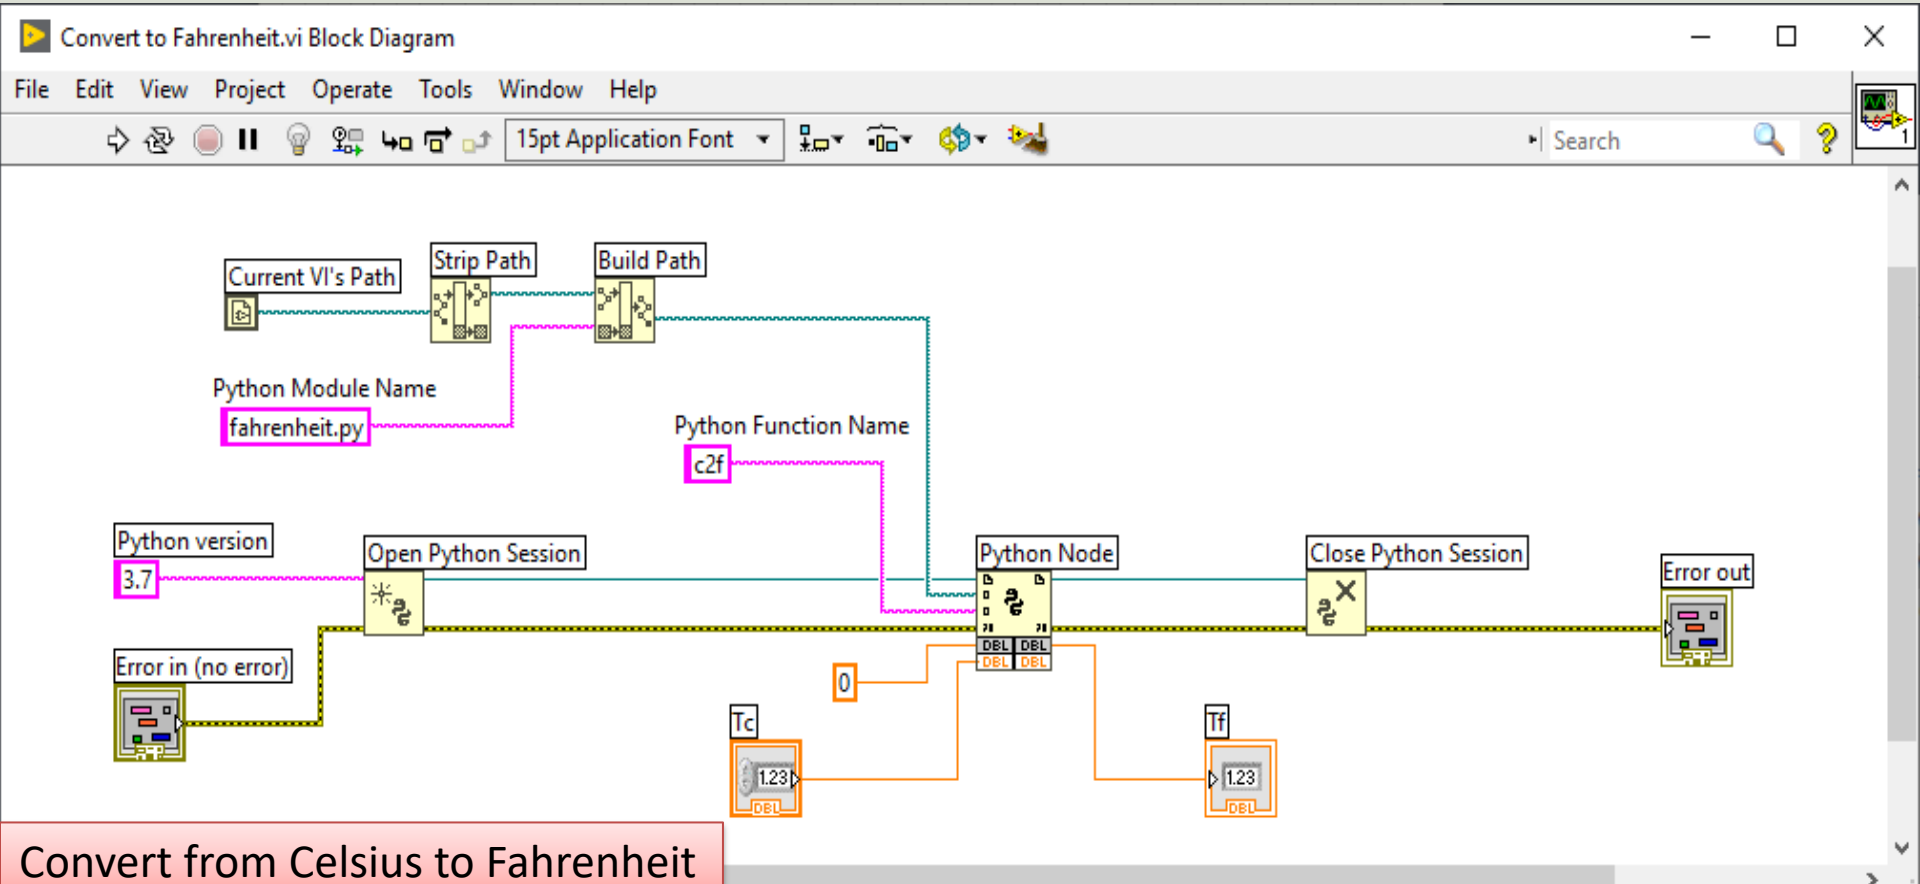 Convert to Fahrenheit.vi Block Diagram
File Edit View Project Operate Tools Window Help
15pt Application Font
Search
1
Strip Path
Build Path
Current VI's Path
Python Module Name
fahrenheit.py
Python Function Name
c2f
Python version
3.7
Open Python Session
Python Node
Close Python Session
Error out
Error in (no error)
DBL DBL
DBL DBL
0
Tc
1.23
DBL
Tf
1.23
DBL
Convert from Celsius to Fahrenheit